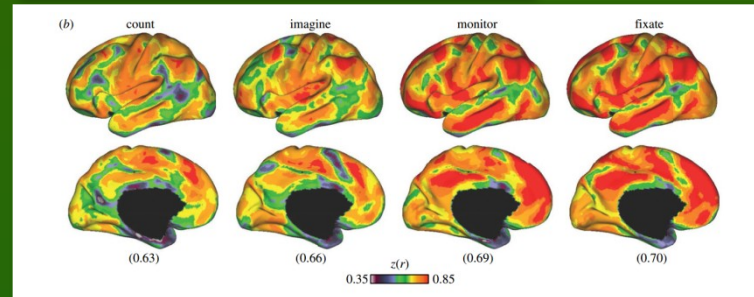 (b) count imagine monitor fixate
(0.63) (0.66) (0.69) (0.70)
z(r)
0.35 0.85